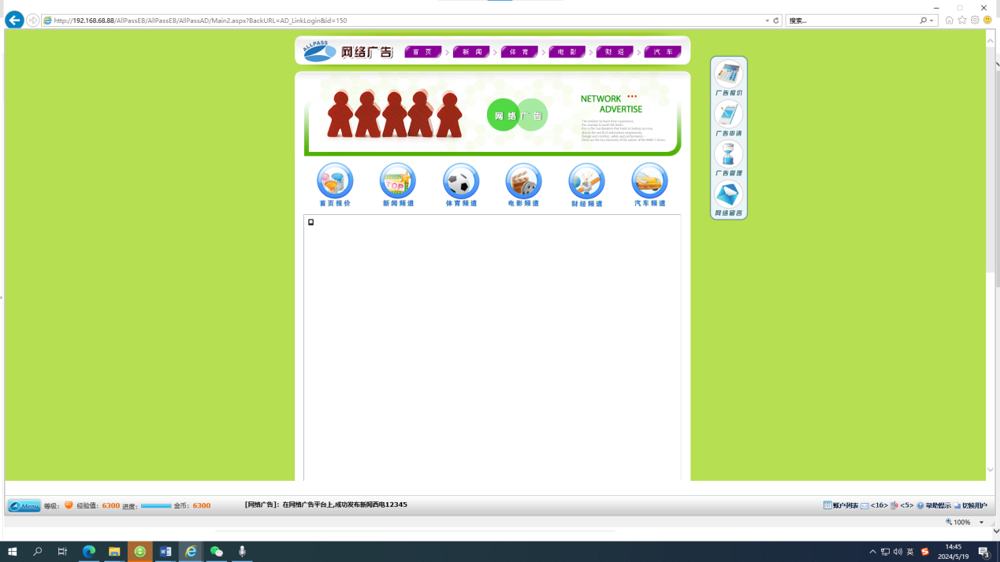 http://192.168.68.88/AllPassEB/AllPassEB/AllPassAD/Main2.aspx?BackURL=AD_LinkLogin&id=150
搜索...
ALLPASS 网络广告 首 页 新 闻 体 育 电 影 财 经 汽 车
广告报价
广告申请
广告管理
网络留言
网 络 广 告
NETWORK
ADVERTISE
首页报价 新闻频道 体育频道 电影频道 财经频道 汽车频道
TOP
Menu 等级： 经验值：6300 进度： 金币：6300 [网络广告]：在网络广告平台上,成功发布新闻西电12345 账户列表 <16> <5> 帮助提示 切换用户
100%
英 14:45
2024/5/19
3